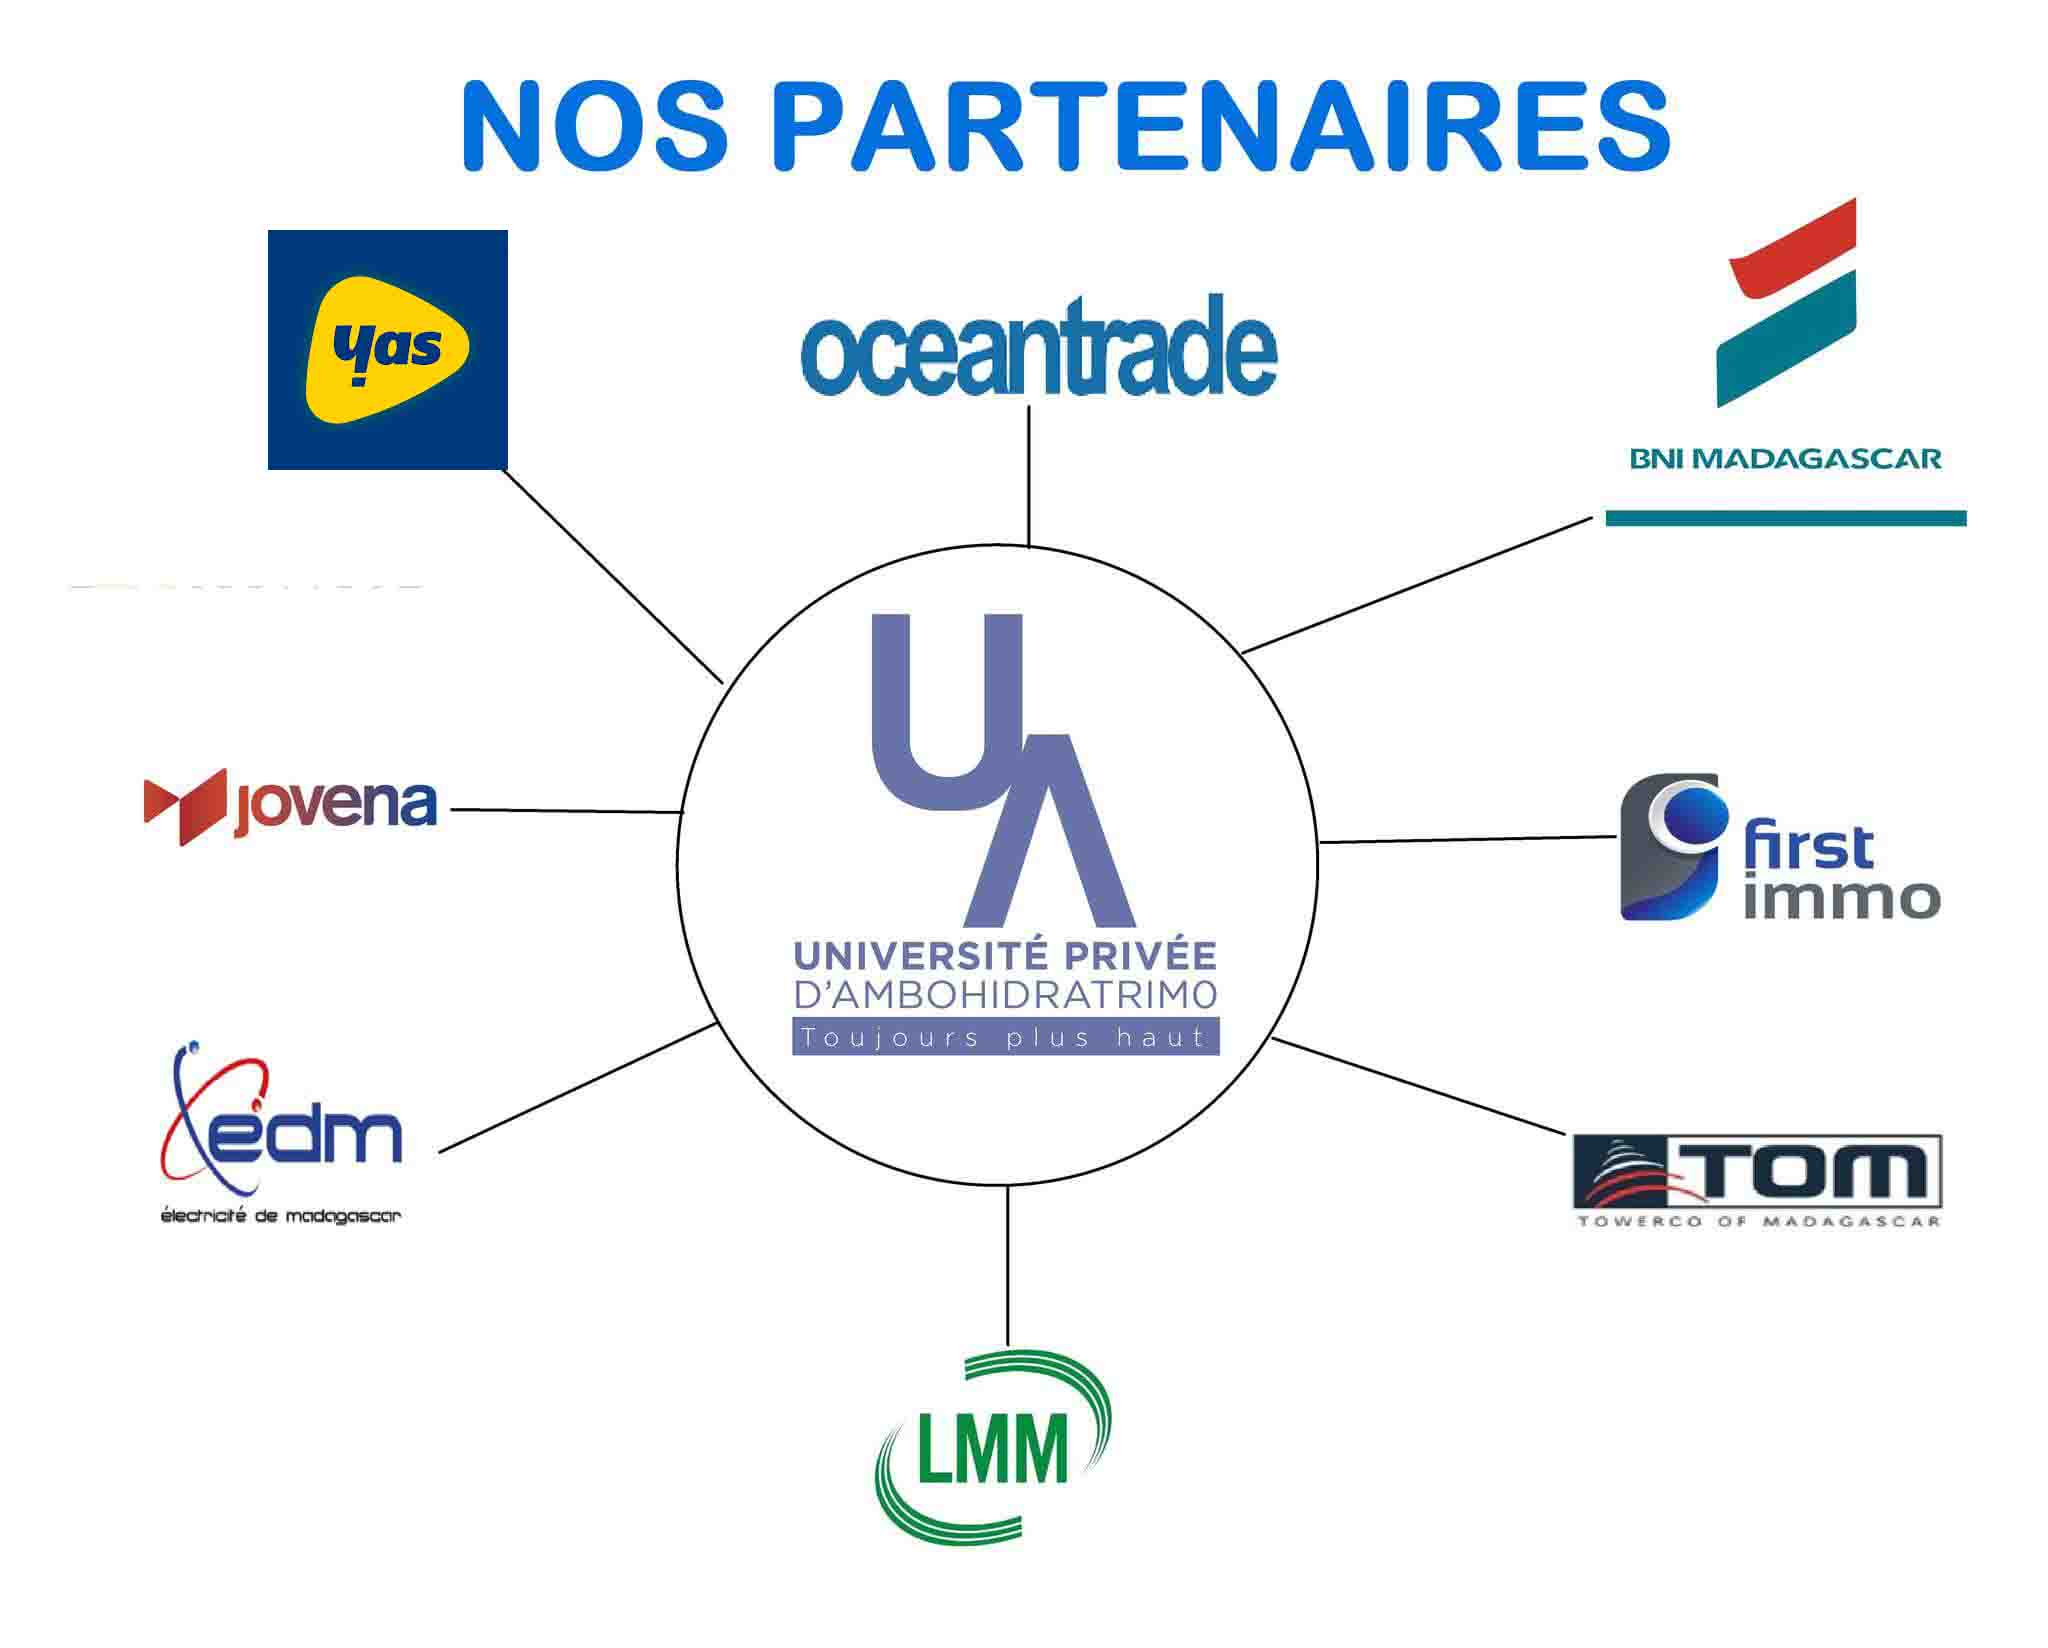 NOS PARTENAIRES
yas
oceantrade
BNI MADAGASCAR
jovena
first
immo
UA
UNIVERSITÉ PRIVÉE
D'AMBOHIDRATRIMO
Toujours plus haut
edm
électricité de madagascar
TOM
TOWERCO OF MADAGASCAR
LMM